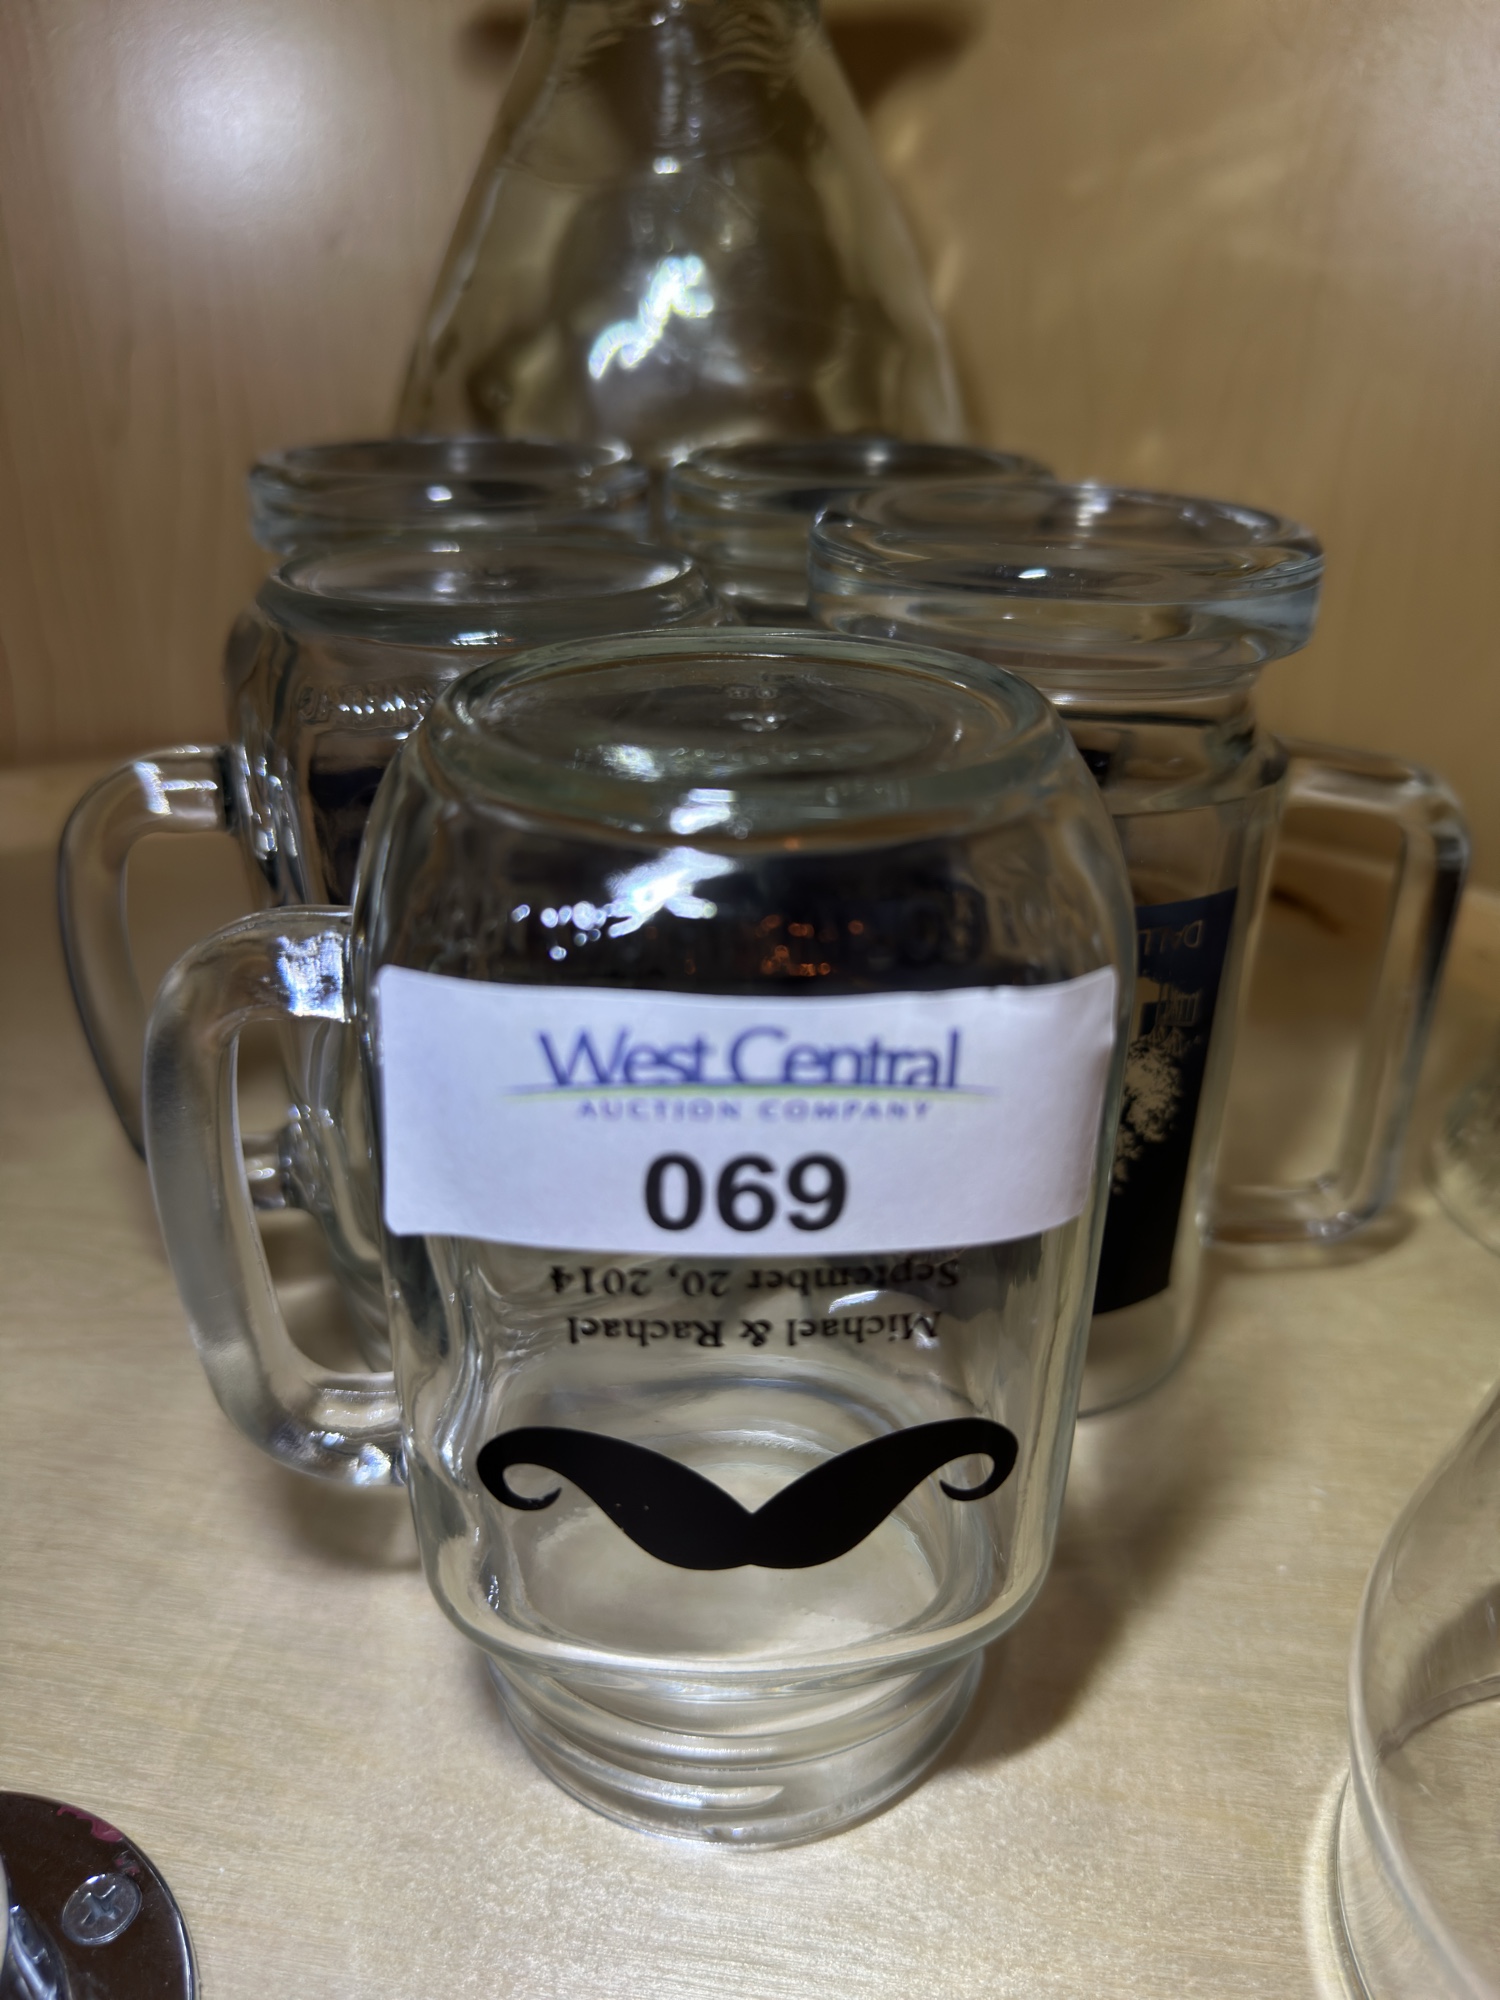 West Central
AUCTION COMPANY
069
Michael & Rachael
September 20, 2014